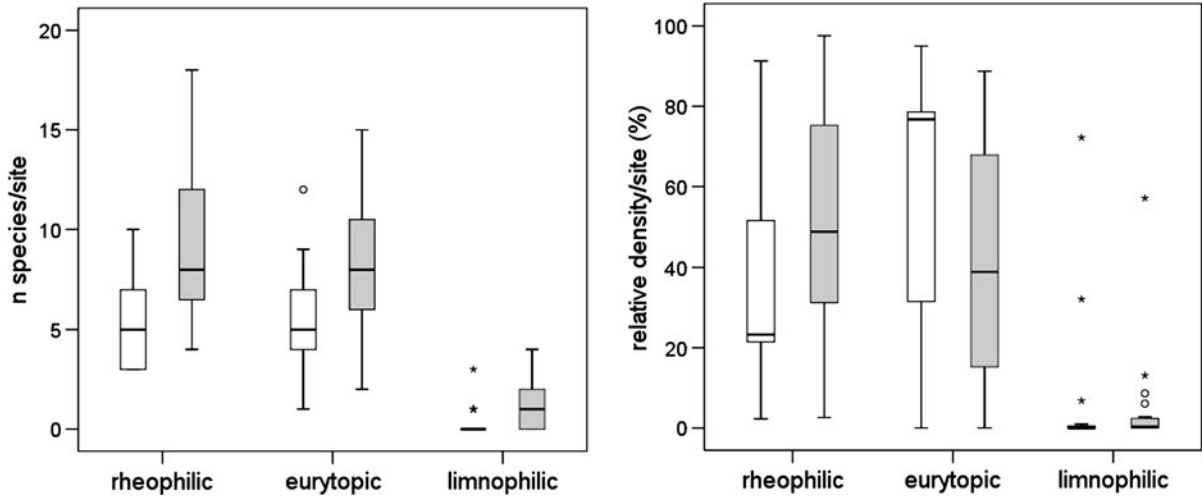 n species/site
20
15
10
5
0
rheophilic eurytopic limnophilic
relative density/site (%)
100
80
60
40
20
0
rheophilic eurytopic limnophilic